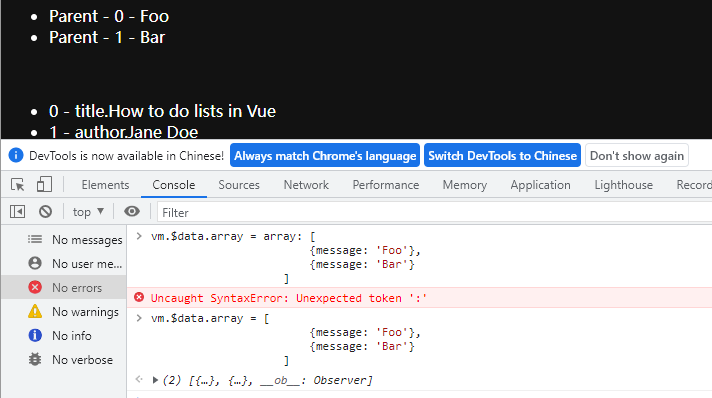 Parent - 0 - Foo
Parent - 1 - Bar
0 - title.How to do lists in Vue
1 - author.Jane Doe
DevTools is now available in Chinese! Always match Chrome's language Switch DevTools to Chinese Don't show again
Elements Console Sources Network Performance Memory Application Lighthouse Record
top ▼ Filter
No messages
No user me...
No errors
No warnings
No info
No verbose
> vm.$data.array = array: [
{message: 'Foo'},
{message: 'Bar'}
]
Uncaught SyntaxError: Unexpected token ':'
> vm.$data.array = [
{message: 'Foo'},
{message: 'Bar'}
]
(2) [{…}, {…}, __ob__: Observer]